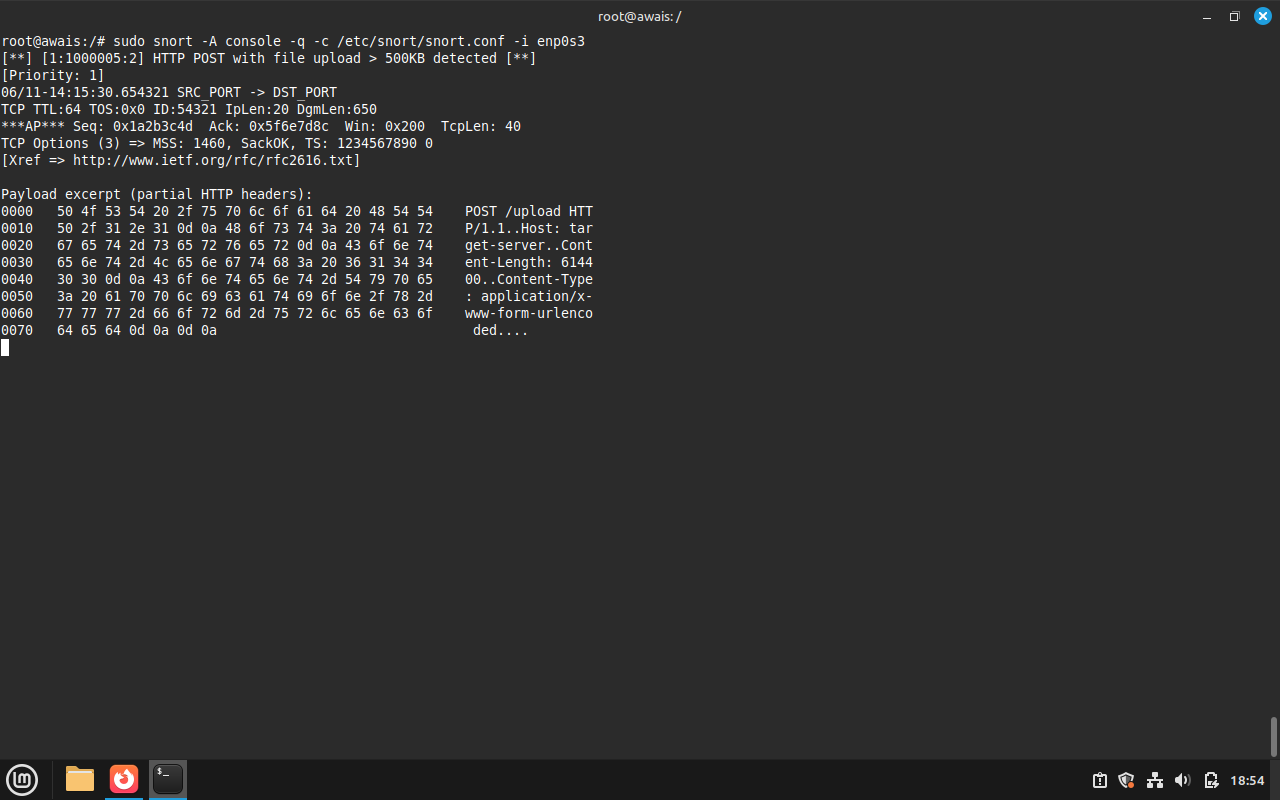 root@awais: /
root@awais:/# sudo snort -A console -q -c /etc/snort/snort.conf -i enp0s3
[**] [1:1000005:2] HTTP POST with file upload > 500KB detected [**]
[Priority: 1]
06/11-14:15:30.654321 SRC_PORT -> DST_PORT
TCP TTL:64 TOS:0x0 ID:54321 IpLen:20 DgmLen:650
***AP*** Seq: 0x1a2b3c4d  Ack: 0x5f6e7d8c  Win: 0x200  TcpLen: 40
TCP Options (3) => MSS: 1460, SackOK, TS: 1234567890 0
[Xref => http://www.ietf.org/rfc/rfc2616.txt]
Payload excerpt (partial HTTP headers):
0000   50 4f 53 54 20 2f 75 70 6c 6f 61 64 20 48 54 54    POST /upload HTT
0010   50 2f 31 2e 31 0d 0a 48 6f 73 74 3a 20 74 61 72    P/1.1..Host: tar
0020   67 65 74 2d 73 65 72 76 65 72 0d 0a 43 6f 6e 74    get-server..Cont
0030   65 6e 74 2d 4c 65 6e 67 74 68 3a 20 36 31 34 34    ent-Length: 6144
0040   30 30 0d 0a 43 6f 6e 74 65 6e 74 2d 54 79 70 65    00..Content-Type
0050   3a 20 61 70 70 6c 69 63 61 74 69 6f 6e 2f 78 2d    : application/x-
0060   77 77 77 2d 66 6f 72 6d 2d 75 72 6c 65 6e 63 6f    www-form-urlenco
0070   64 65 64 0d 0a 0d 0a                                ded....
18:54